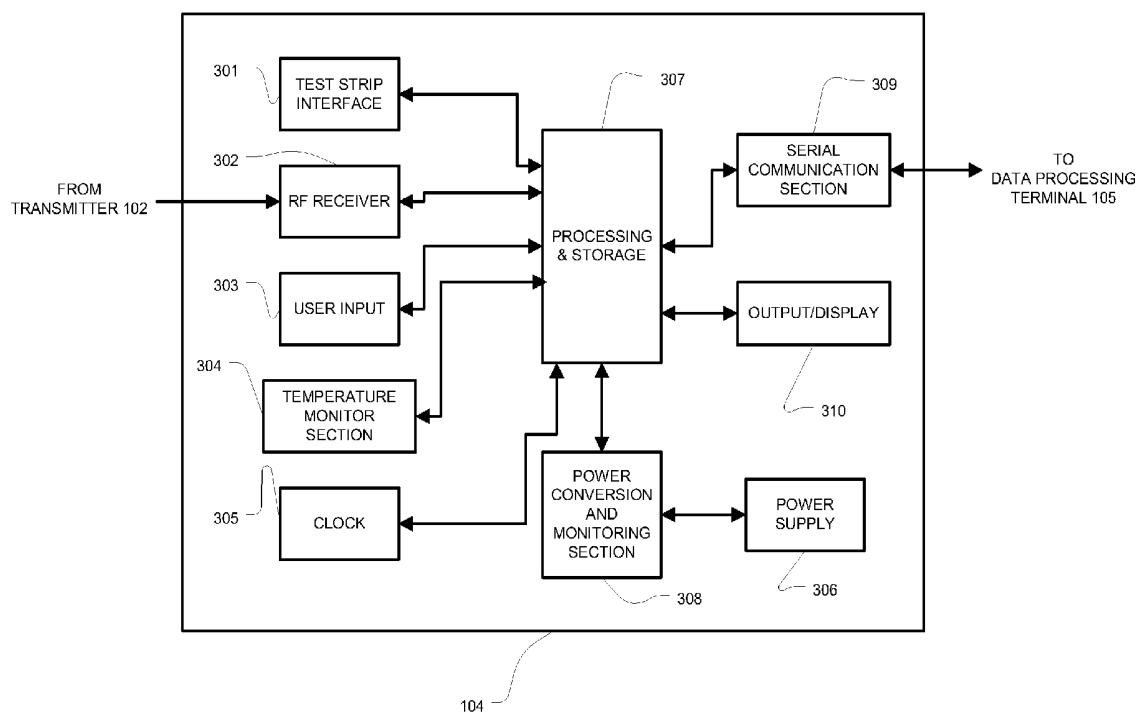 301
TEST STRIP
INTERFACE
302
RF RECEIVER
FROM
TRANSMITTER 102
303
USER INPUT
304
TEMPERATURE
MONITOR
SECTION
305
CLOCK
307
PROCESSING
& STORAGE
309
SERIAL
COMMUNICATION
SECTION
TO
DATA PROCESSING
TERMINAL 105
OUTPUT/DISPLAY
310
POWER
CONVERSION
AND
MONITORING
SECTION
308
POWER
SUPPLY
306
104